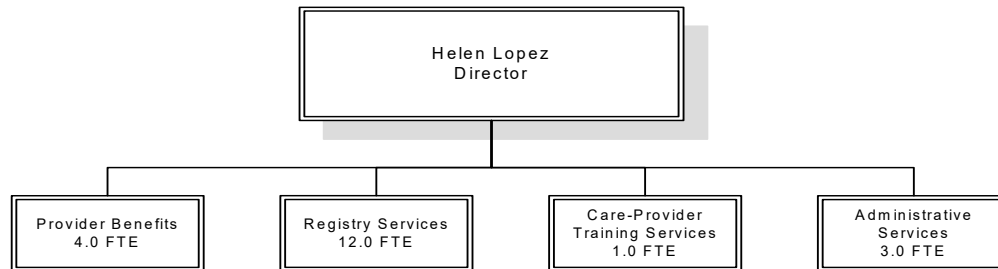 Helen Lopez
Director
Provider Benefits
4.0 FTE
Registry Services
12.0 FTE
Care-Provider
Training Services
1.0 FTE
Administrative
Services
3.0 FTE